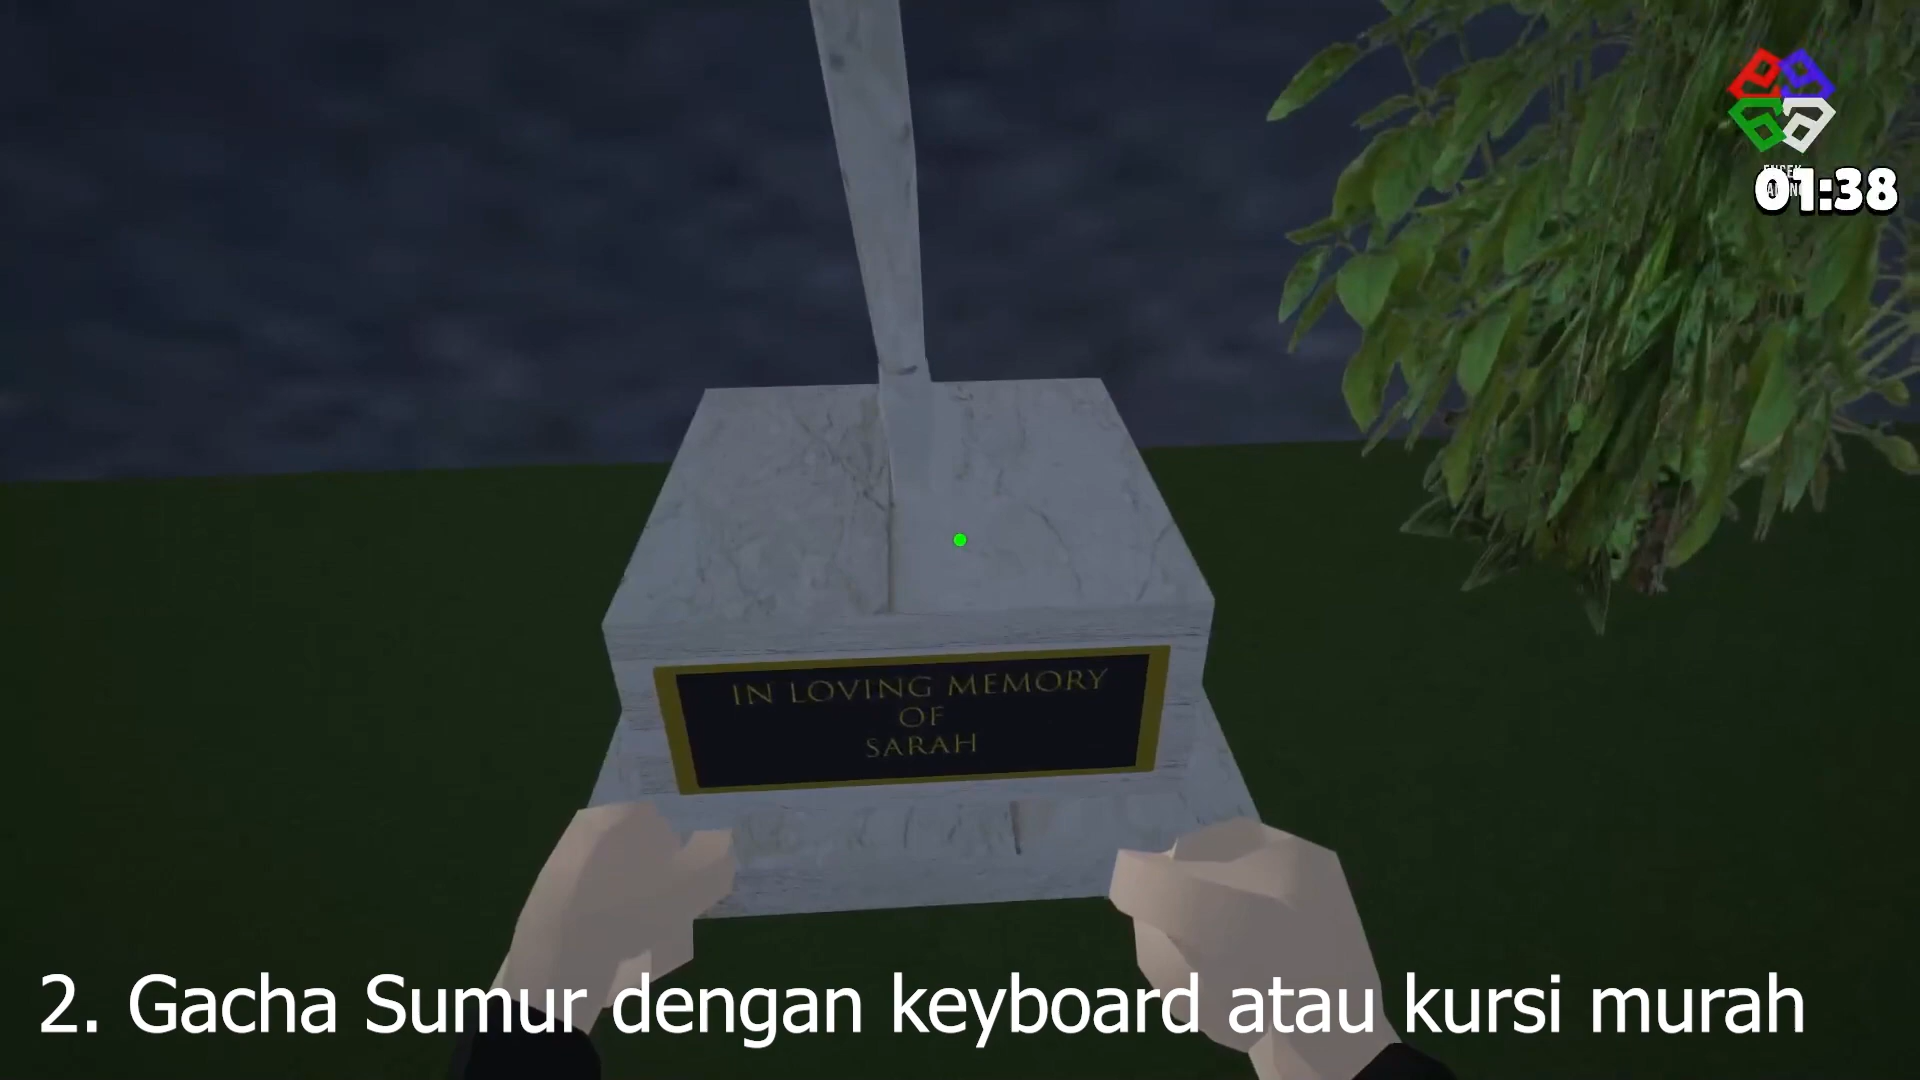 01:38
IN LOVING MEMORY
OF
SARAH
2. Gacha Sumur dengan keyboard atau kursi murah